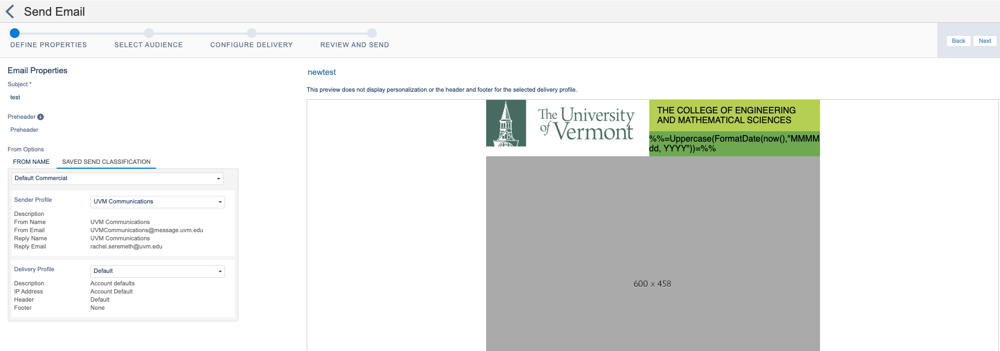 Send Email
DEFINE PROPERTIES
SELECT AUDIENCE
CONFIGURE DELIVERY
REVIEW AND SEND
Back
Next
Email Properties
Subject *
test
Preheader
Preheader
From Options
FROM NAME
SAVED SEND CLASSIFICATION
Default Commercial
Sender Profile
UVM Communications
Description
From Name
UVM Communications
From Email
UVMCommunications@message.uvm.edu
Reply Name
UVM Communications
Reply Email
rachel.seremeth@uvm.edu
Delivery Profile
Default
Description
Account defaults
IP Address
Account Default
Header
Default
Footer
None
newtest
This preview does not display personalization or the header and footer for the selected delivery profile.
The University
of Vermont
THE COLLEGE OF ENGINEERING
AND MATHEMATICAL SCIENCES
%%=Uppercase(FormatDate(now(),"MMMM
dd, YYYY"))=%%
600 x 458